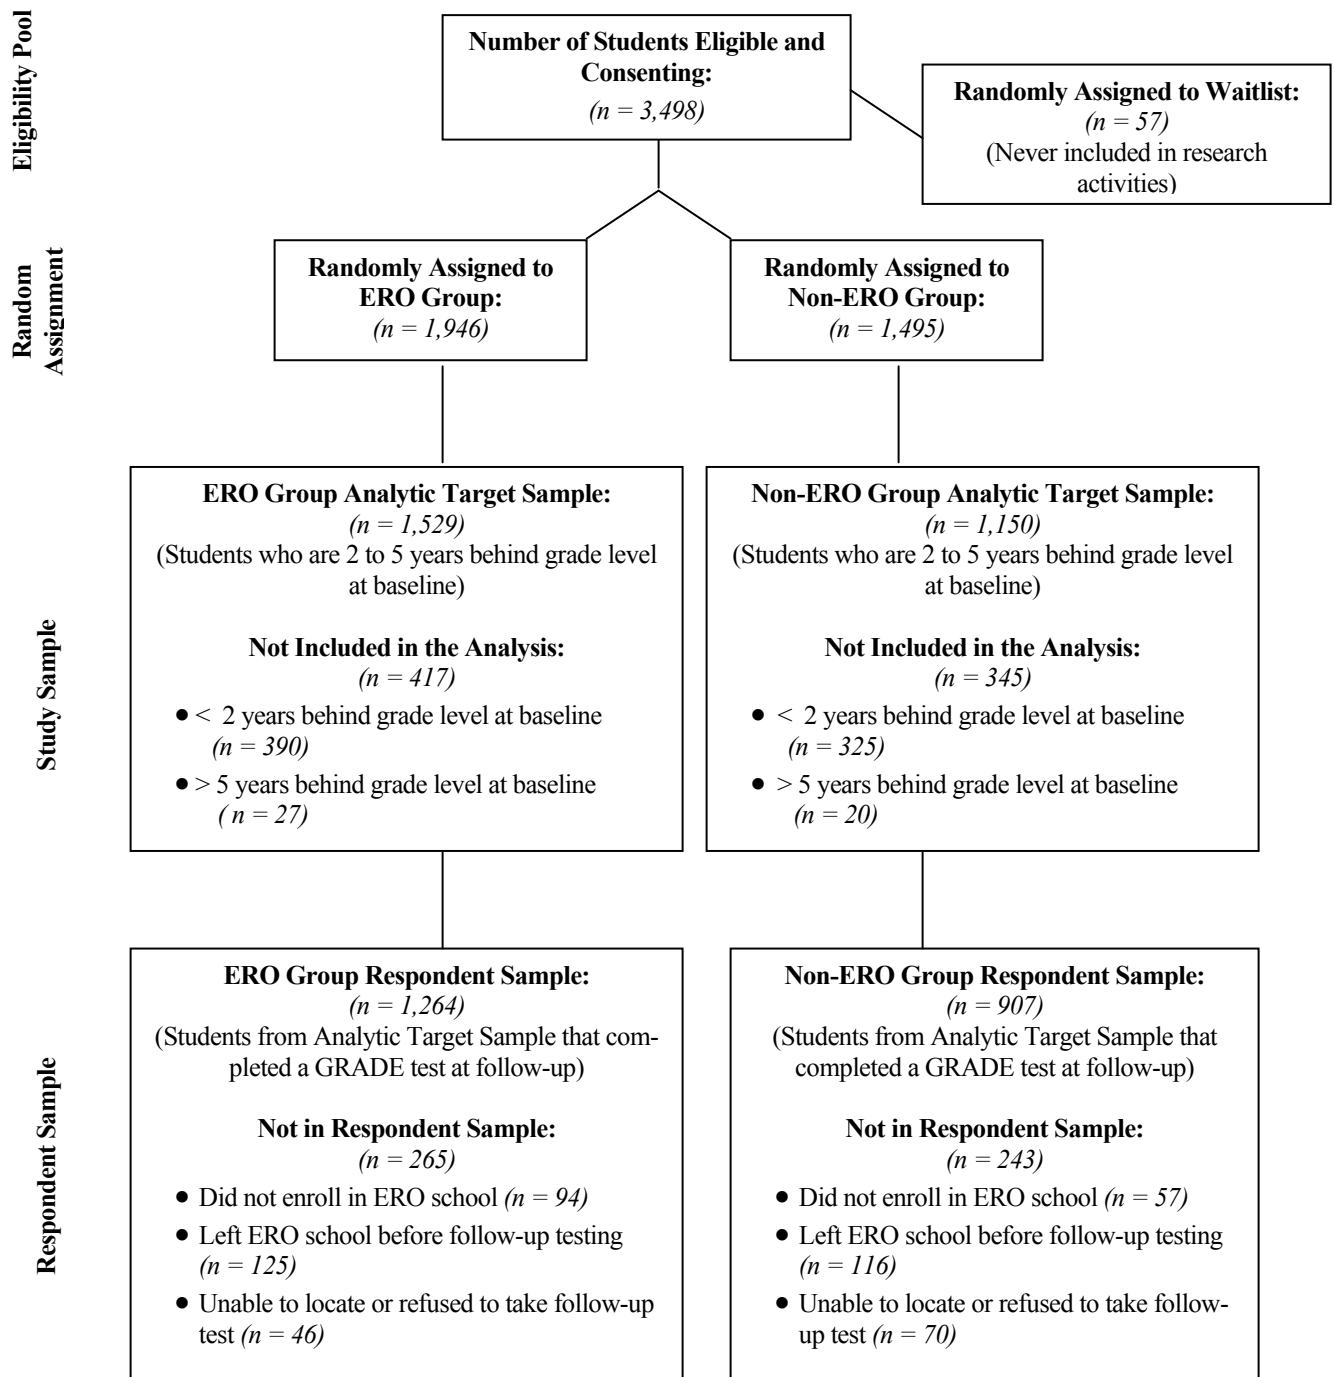 Eligibility Pool
Number of Students Eligible and
Consenting:
(n = 3,498)
Randomly Assigned to Waitlist:
(n = 57)
(Never included in research
activities)
Random
Assignment
Randomly Assigned to
ERO Group:
(n = 1,946)
Randomly Assigned to
Non-ERO Group:
(n = 1,495)
Study Sample
ERO Group Analytic Target Sample:
(n = 1,529)
(Students who are 2 to 5 years behind grade level
at baseline)
Not Included in the Analysis:
(n = 417)
● < 2 years behind grade level at baseline
(n = 390)
● > 5 years behind grade level at baseline
( n = 27)
Non-ERO Group Analytic Target Sample:
(n = 1,150)
(Students who are 2 to 5 years behind grade level
at baseline)
Not Included in the Analysis:
(n = 345)
● < 2 years behind grade level at baseline
(n = 325)
● > 5 years behind grade level at baseline
(n = 20)
Respondent Sample
ERO Group Respondent Sample:
(n = 1,264)
(Students from Analytic Target Sample that com-
pleted a GRADE test at follow-up)
Not in Respondent Sample:
(n = 265)
● Did not enroll in ERO school (n = 94)
● Left ERO school before follow-up testing
(n = 125)
● Unable to locate or refused to take follow-up
test (n = 46)
Non-ERO Group Respondent Sample:
(n = 907)
(Students from Analytic Target Sample that
completed a GRADE test at follow-up)
Not in Respondent Sample:
(n = 243)
● Did not enroll in ERO school (n = 57)
● Left ERO school before follow-up testing
(n = 116)
● Unable to locate or refused to take follow-
up test (n = 70)